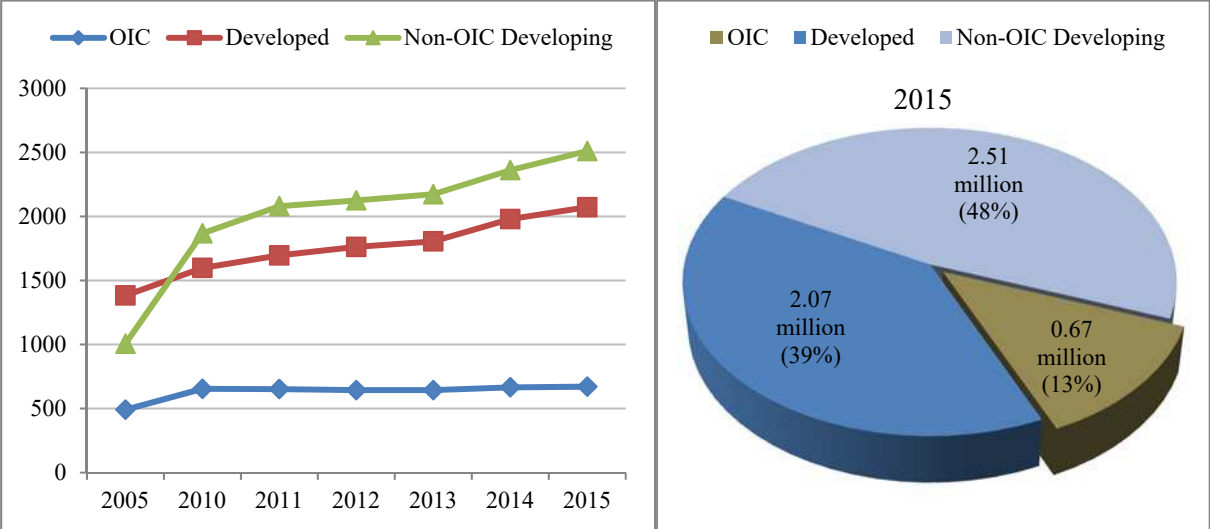 OIC Developed Non-OIC Developing
3000
2500
2000
1500
1000
500
0
2005 2010 2011 2012 2013 2014 2015
OIC Developed Non-OIC Developing
2015
2.51
million
(48%)
2.07
million
(39%)
0.67
million
(13%)